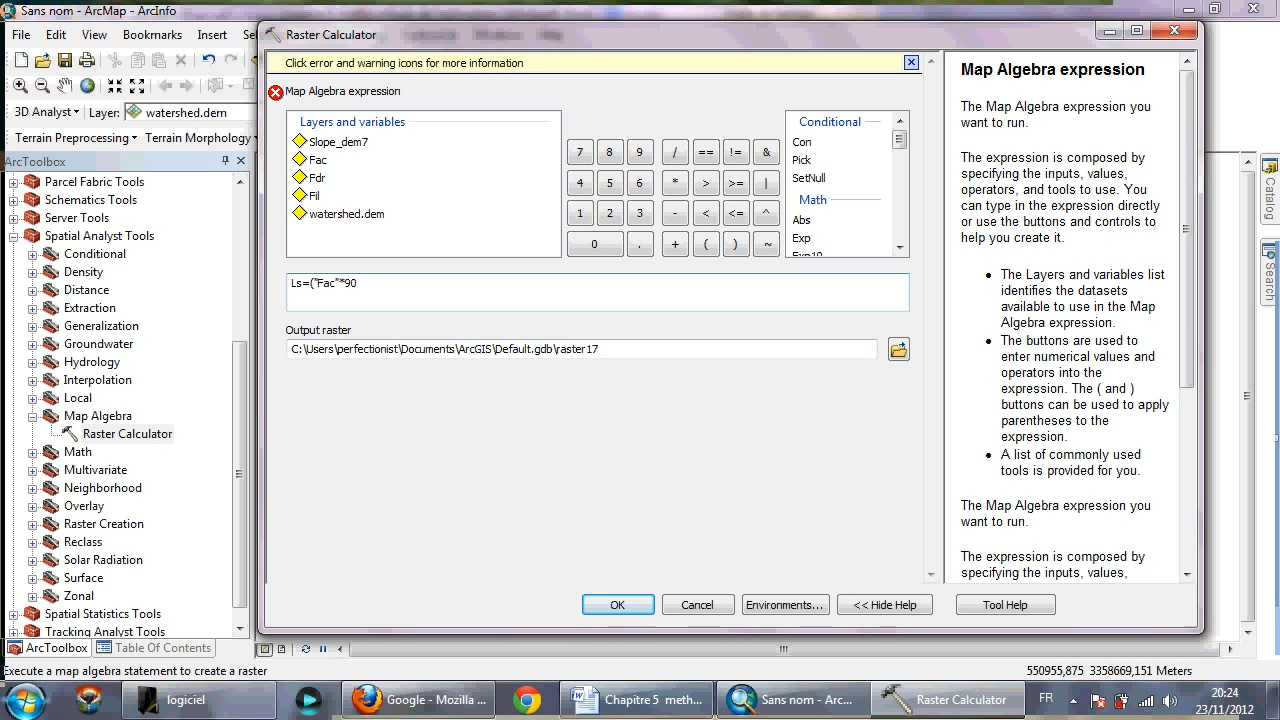 Sans nom - ArcMap - ArcInfo
File Edit View Bookmarks Insert
Raster Calculator
3D Analyst Layer: watershed.dem
Terrain Preprocessing Terrain Morphology
ArcToolbox
Parcel Fabric Tools
Schematics Tools
Server Tools
Spatial Analyst Tools
Conditional
Density
Distance
Extraction
Generalization
Groundwater
Hydrology
Interpolation
Local
Map Algebra
Raster Calculator
Math
Multivariate
Neighborhood
Overlay
Raster Creation
Reclass
Solar Radiation
Surface
Zonal
Spatial Statistics Tools
Tracking Analyst Tools
ArcToolbox Table Of Contents
Click error and warning icons for more information
Map Algebra expression
Layers and variables
Slope_dem7
Fac
Fdr
Fil
watershed.dem
7 8 9 / == != &
4 5 6 * > >= |
1 2 3 - < <= ^
0 . + ( ) ~
Conditional
Con
Pick
SetNull
Math
Abs
Exp
Exp10
Ls=("Fac"*90
Output raster
C:\Users\perfectionist\Documents\ArcGIS\Default.gdb\raster17
OK Cancel Environments... << Hide Help Tool Help
Map Algebra expression
The Map Algebra expression you
want to run.
The expression is composed by
specifying the inputs, values,
operators, and tools to use. You
can type in the expression directly
or use the buttons and controls to
help you create it.
The Layers and variables list
identifies the datasets
available to use in the Map
Algebra expression.
The buttons are used to
enter numerical values and
operators into the
expression. The ( and )
buttons can be used to apply
parentheses to the
expression.
A list of commonly used
tools is provided for you.
The Map Algebra expression you
want to run.
The expression is composed by
specifying the inputs, values,
Catalog
Search
Execute a map algebra statement to create a raster
550955,875 3358669,151 Meters
logiciel
Google - Mozilla ...
Chapitre 5 meth...
Sans nom - Arc...
Raster Calculator
FR
20:24
23/11/2012